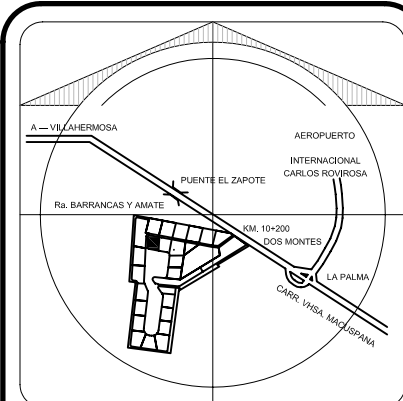 A — VILLAHERMOSA
AEROPUERTO
INTERNACIONAL
CARLOS ROVIROSA
PUENTE EL ZAPOTE
Ra. BARRANCAS Y AMATE
KM. 10+200
DOS MONTES
LA PALMA
CARR. VHSA. MACUSPANA